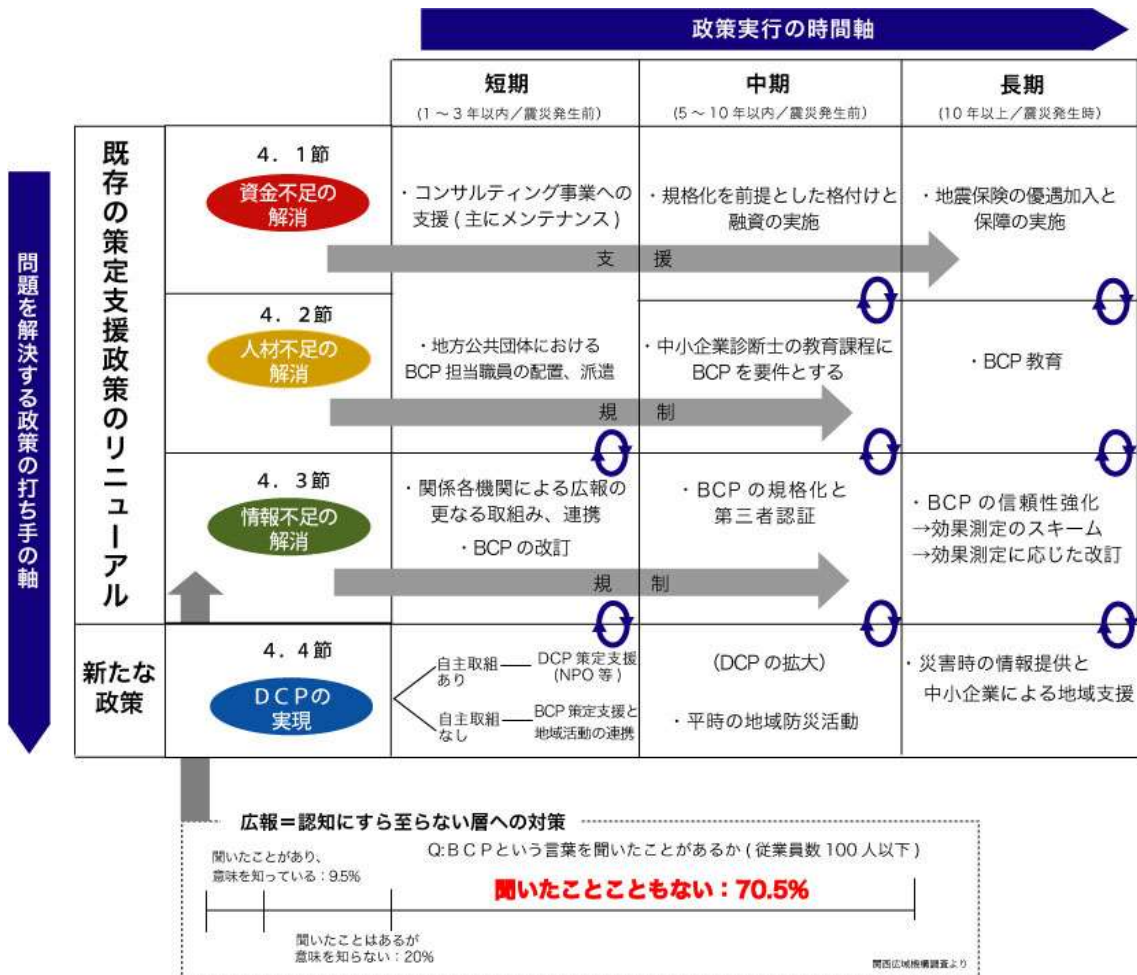 政策実行の時間軸
短期
(1～3年以内/震災発生前)
中期
(5～10年以内/震災発生前)
長期
(10年以上/震災発生時)
問題を解決する政策の打ち手の軸
既存の策定支援政策のリニューアル
4．1節
資金不足の
解消
・コンサルティング事業への
支援(主にメンテナンス)
・規格化を前提とした格付けと
融資の実施
・地震保険の優遇加入と
保障の実施
支　援
4．2節
人材不足の
解消
・地方公共団体における
BCP担当職員の配置、派遣
・中小企業診断士の教育課程に
BCPを要件とする
・BCP教育
規　制
4．3節
情報不足の
解消
・関係各機関による広報の
更なる取組み、連携
・BCPの改訂
・BCPの規格化と
第三者認証
・BCPの信頼性強化
→効果測定のスキーム
→効果測定に応じた改訂
規　制
新たな
政策
4．4節
DCPの
実現
自主取組
あり
DCP策定支援
(NPO等)
自主取組
なし
BCP策定支援と
地域活動の連携
(DCPの拡大)
・平時の地域防災活動
・災害時の情報提供と
中小企業による地域支援
広報＝認知にすら至らない層への対策
Q:BCPという言葉を聞いたことがあるか(従業員数100人以下)
聞いたことがあり、
意味を知っている：9.5%
聞いたことこともない：70.5%
聞いたことはあるが
意味を知らない：20%
関西広域機構調査より